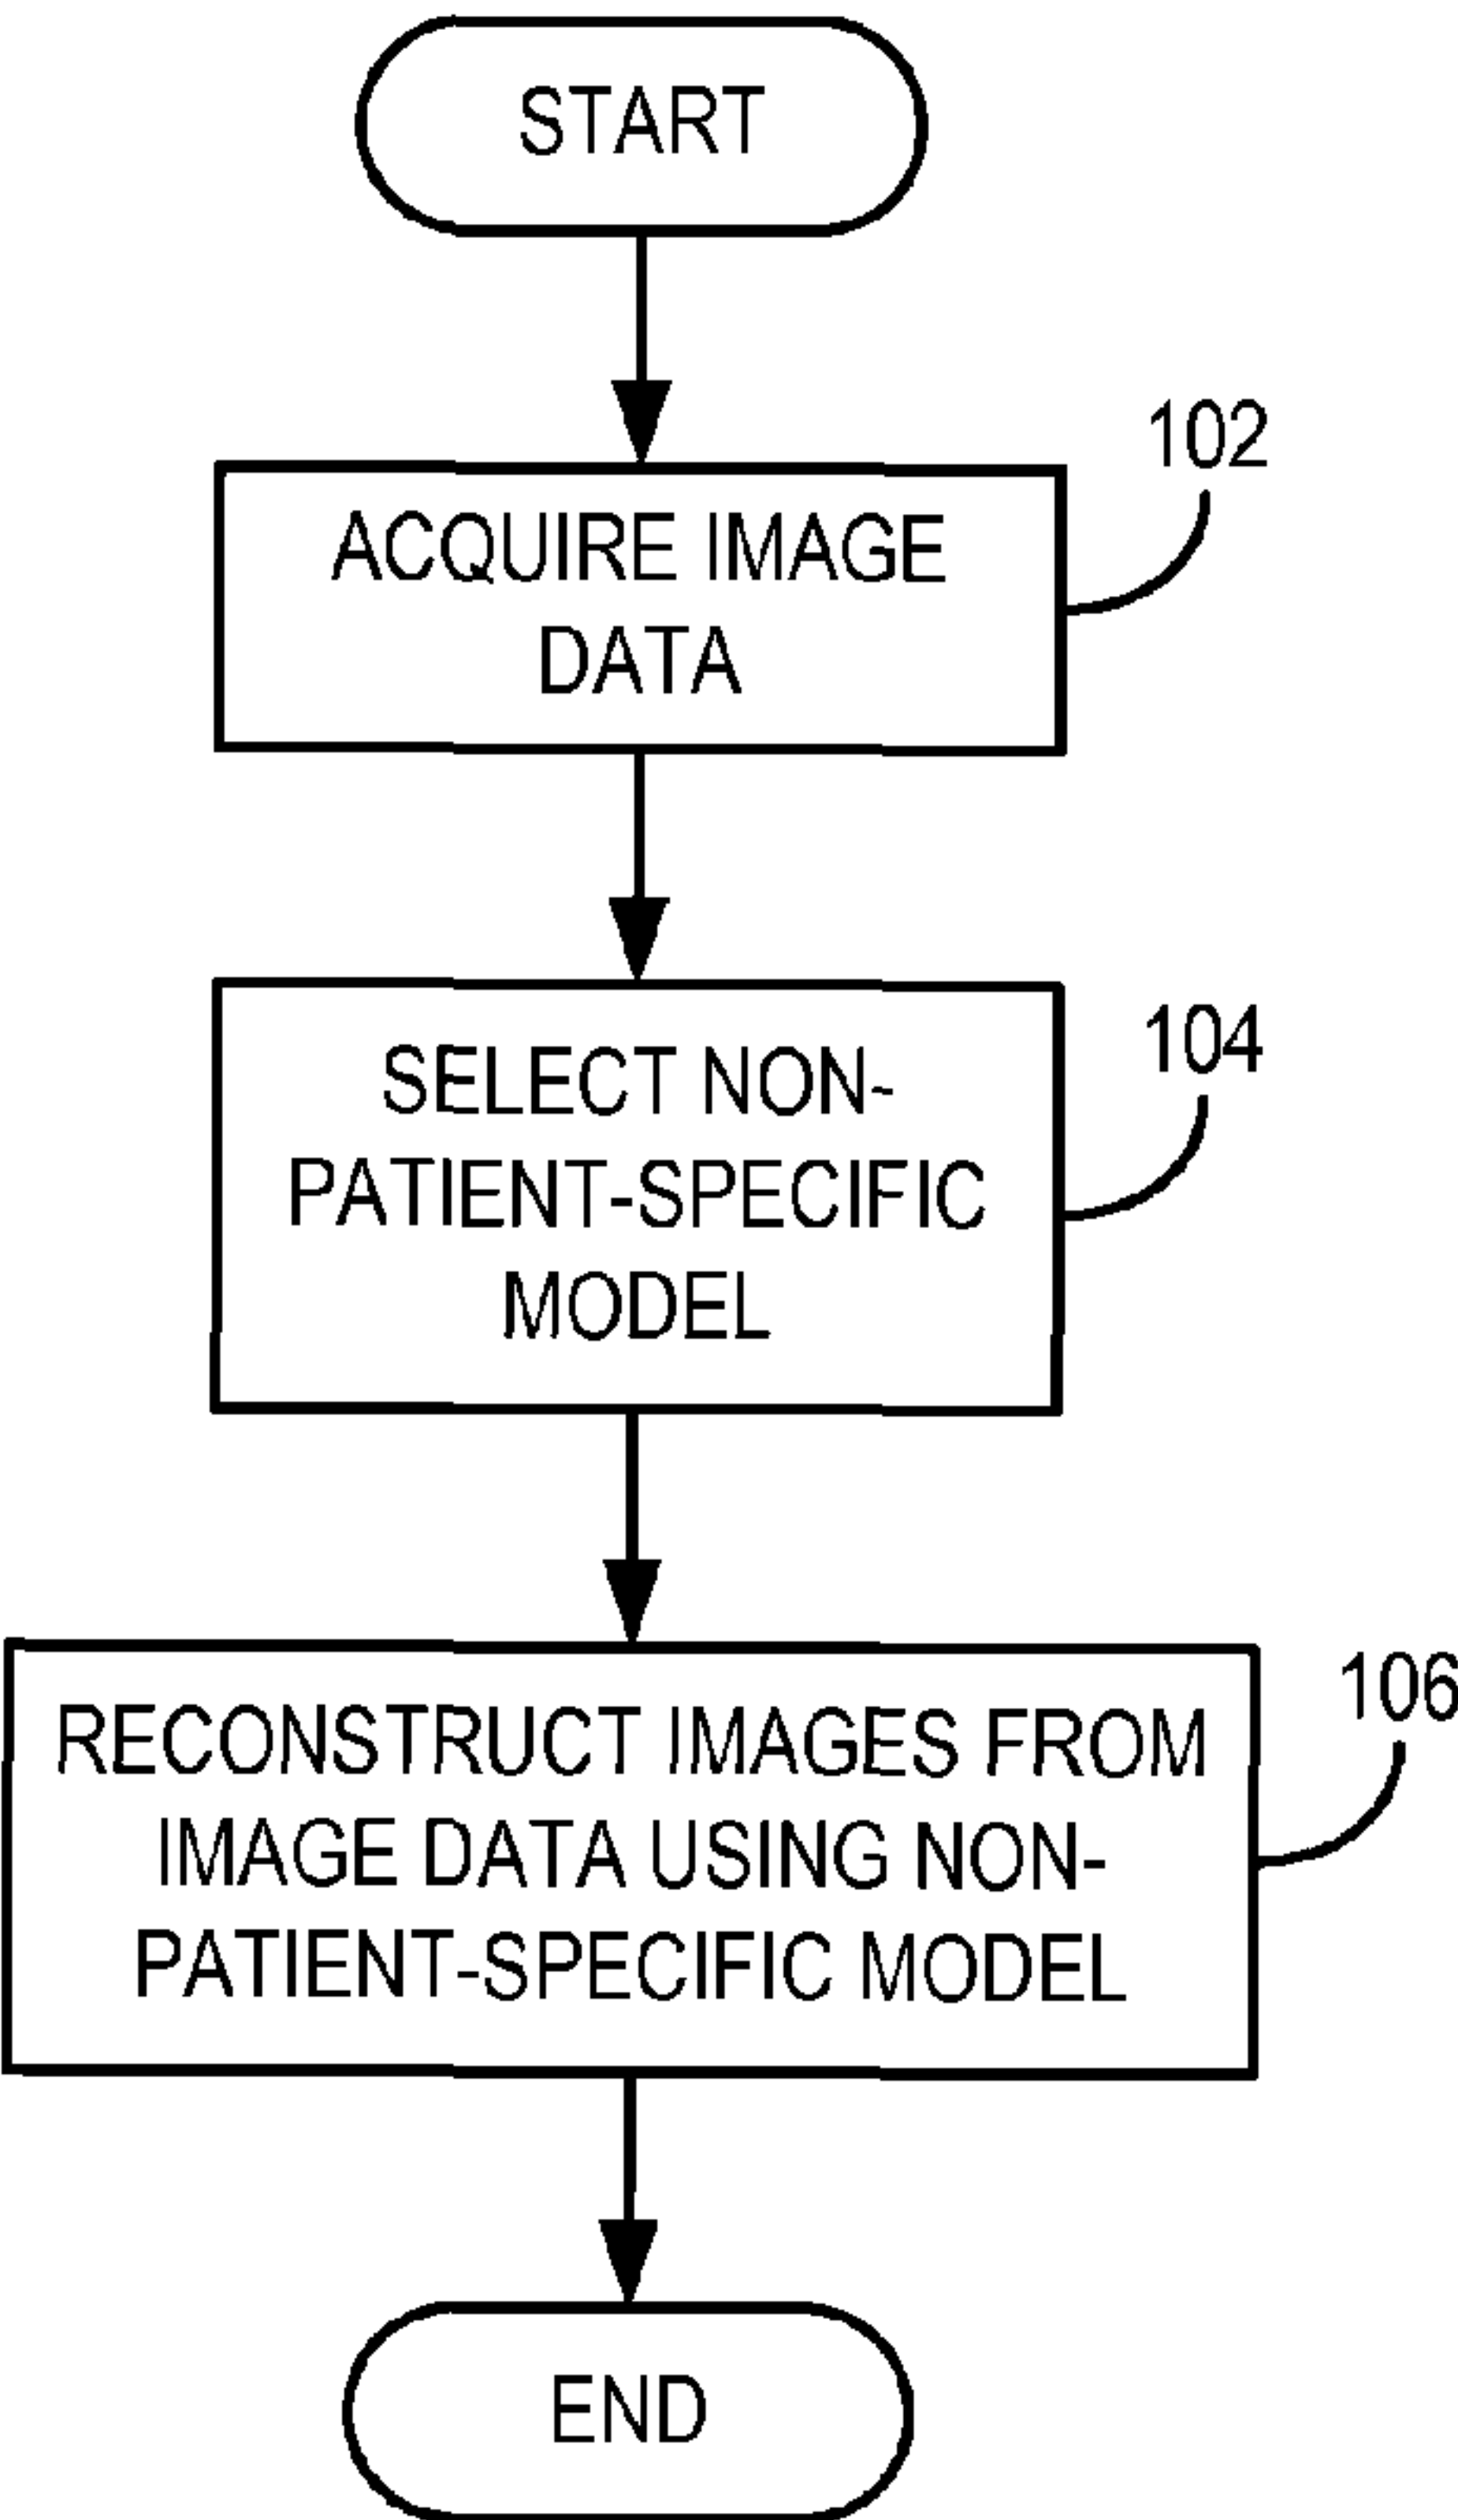 START
102
ACQUIRE IMAGE
DATA
104
SELECT NON-
PATIENT-SPECIFIC
MODEL
106
RECONSTRUCT IMAGES FROM
IMAGE DATA USING NON-
PATIENT-SPECIFIC MODEL
END